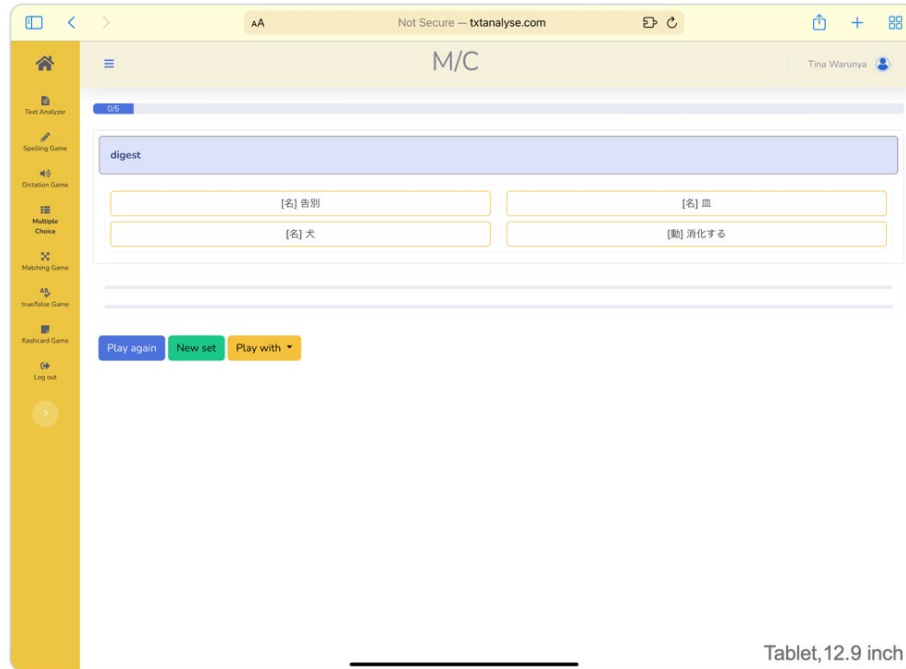 AA
Not Secure — txtanalyse.com
M/C
Tina Warunya
Text Analyzer
Spelling Game
Dictation Game
Multiple
Choice
Matching Game
true/false Game
flashcard Game
Log out
0/5
digest
[名] 告別
[名] 皿
[名] 犬
[動] 消化する
Play again
New set
Play with
Tablet,12.9 inch